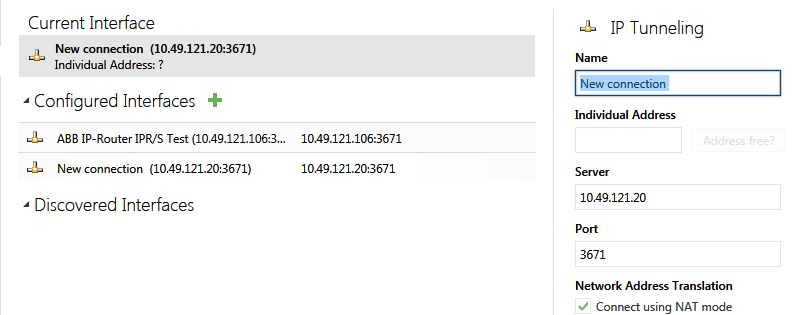 Current Interface
New connection (10.49.121.20:3671)
Individual Address: ?
Configured Interfaces
ABB IP-Router IPR/S Test (10.49.121.106:3... 10.49.121.106:3671
New connection (10.49.121.20:3671) 10.49.121.20:3671
Discovered Interfaces
IP Tunneling
Name
New connection
Individual Address
Address free?
Server
10.49.121.20
Port
3671
Network Address Translation
Connect using NAT mode